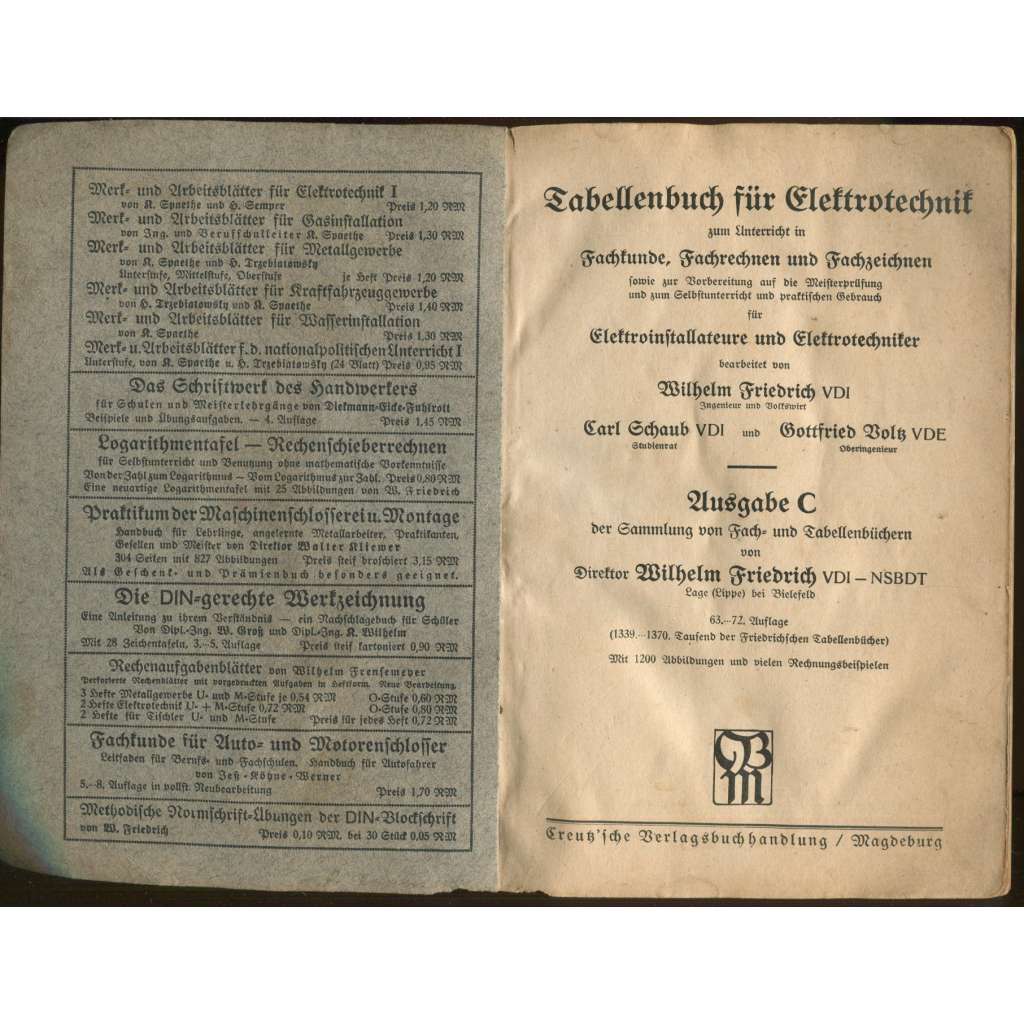 Merk- und Arbeitsblätter für Elektrotechnik I
von K. Spaethe und H. Semper Preis 1,20 RM
Merk- und Arbeitsblätter für Gasinstallation
von Ing. und Berufsschulleiter K. Spaethe Preis 1,30 RM
Merk- und Arbeitsblätter für Metallgewerbe
von K. Spaethe und H. Trzebiatowsky
Unterstufe, Mittelstufe, Oberstufe je Heft Preis 1,20 RM
Merk- und Arbeitsblätter für Kraftfahrzeuggewerbe
von H. Trzebiatowsky und K. Spaethe Preis 1,40 RM
Merk- und Arbeitsblätter für Wasserinstallation
von K. Spaethe Preis 1,30 RM
Merk- u. Arbeitsblätter f. d. nationalpolitischen Unterricht I
Unterstufe, von K. Spaethe u. H. Trzebiatowsky (24 Blatt) Preis 0,95 RM
Das Schriftwerk des Handwerkers
für Schulen und Meisterlehrgänge von Diekmann-Eicke-Fuhlrott
Beispiele und Übungsaufgaben. — 4. Auflage Preis 1,45 RM
Logarithmentafel — Rechenschieberrechnen
für Selbstunterricht und Benutzung ohne mathematische Vorkenntnisse
Von der Zahl zum Logarithmus — Vom Logarithmus zur Zahl. Preis 0,80 RM
Eine neuartige Logarithmentafel mit 25 Abbildungen von W. Friedrich
Praktikum der Maschinenschlosserei u. Montage
Handbuch für Lehrlinge, angelernte Metallarbeiter, Praktikanten,
Gesellen und Meister von Direktor Walter Kliewer
304 Seiten mit 827 Abbildungen Preis steif broschiert 3,15 RM
Als Geschenk- und Prämienbuch besonders geeignet.
Die DIN-gerechte Werkzeichnung
Eine Anleitung zu ihrem Verständnis — ein Nachschlagebuch für Schüler
Von Dipl.-Ing. W. Groß und Dipl.-Ing. K. Wilhelm
Mit 28 Zeichentafeln, 3.–5. Auflage Preis steif kartoniert 0,90 RM
Rechenaufgabenblätter von Wilhelm Frensemeyer
Perforierte Rechenblätter mit vorgedruckten Aufgaben in Heftform. Neue Bearbeitung.
3 Hefte Metallgewerbe U- und M-Stufe je 0,54 RM O-Stufe 0,60 RM
2 Hefte Elektrotechnik U- + M-Stufe 0,72 RM O-Stufe 0,80 RM
2 Hefte für Tischler U- und M-Stufe Preis für jedes Heft 0,72 RM
Fachkunde für Auto- und Motorenschlosser
Leitfaden für Berufs- und Fachschulen. Handbuch für Autofahrer
von Jeß - Köhne - Werner
5.–8. Auflage in vollst. Neubearbeitung Preis 1,70 RM
Methodische Normschrift-Übungen der DIN-Blockschrift
von W. Friedrich Preis 0,10 RM, bei 30 Stück 0,05 RM
Tabellenbuch für Elektrotechnik
zum Unterricht in
Fachkunde, Fachrechnen und Fachzeichnen
sowie zur Vorbereitung auf die Meisterprüfung
und zum Selbstunterricht und praktischen Gebrauch
für
Elektroinstallateure und Elektrotechniker
bearbeitet von
Wilhelm Friedrich VDI
Ingenieur und Volkswirt
Carl Schaub VDI und Gottfried Voltz VDE
Studienrat Oberingenieur
Ausgabe C
der Sammlung von Fach- und Tabellenbüchern
von
Direktor Wilhelm Friedrich VDI – NSBDT
Lage (Lippe) bei Bielefeld
63.–72. Auflage
(1339.–1370. Tausend der Friedrichschen Tabellenbücher)
Mit 1200 Abbildungen und vielen Rechnungsbeispielen
Creutz'sche Verlagsbuchhandlung / Magdeburg